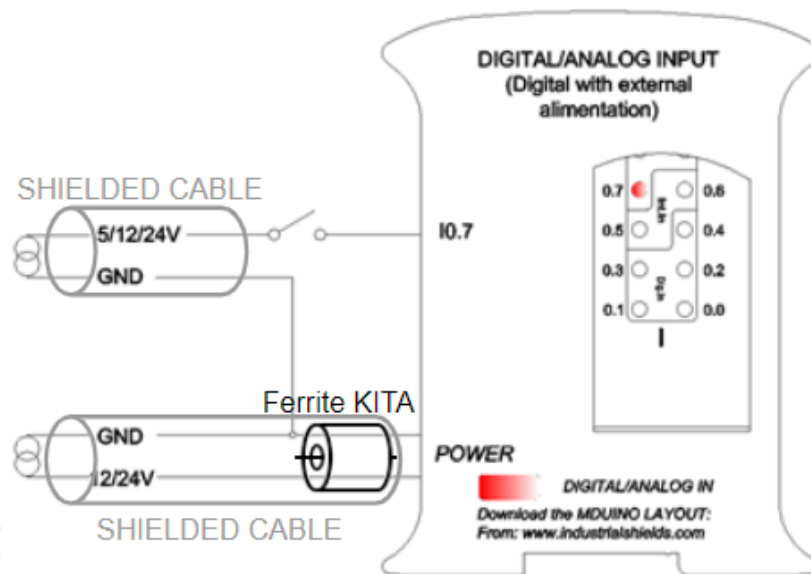 DIGITAL/ANALOG INPUT
(Digital with external
alimentation)
SHIELDED CABLE
5/12/24V
GND
I0.7
0.7
0.6
0.5
0.4
0.3
0.2
0.1
0.0
Dig.In
I
Ferrite KITA
GND
12/24V
SHIELDED CABLE
POWER
DIGITAL/ANALOG IN
Download the MDUINO LAYOUT:
From: www.industrialshields.com